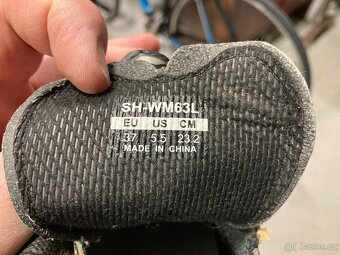 SH-WM63L
EU US CM
37 5.5 23.2
MADE IN CHINA